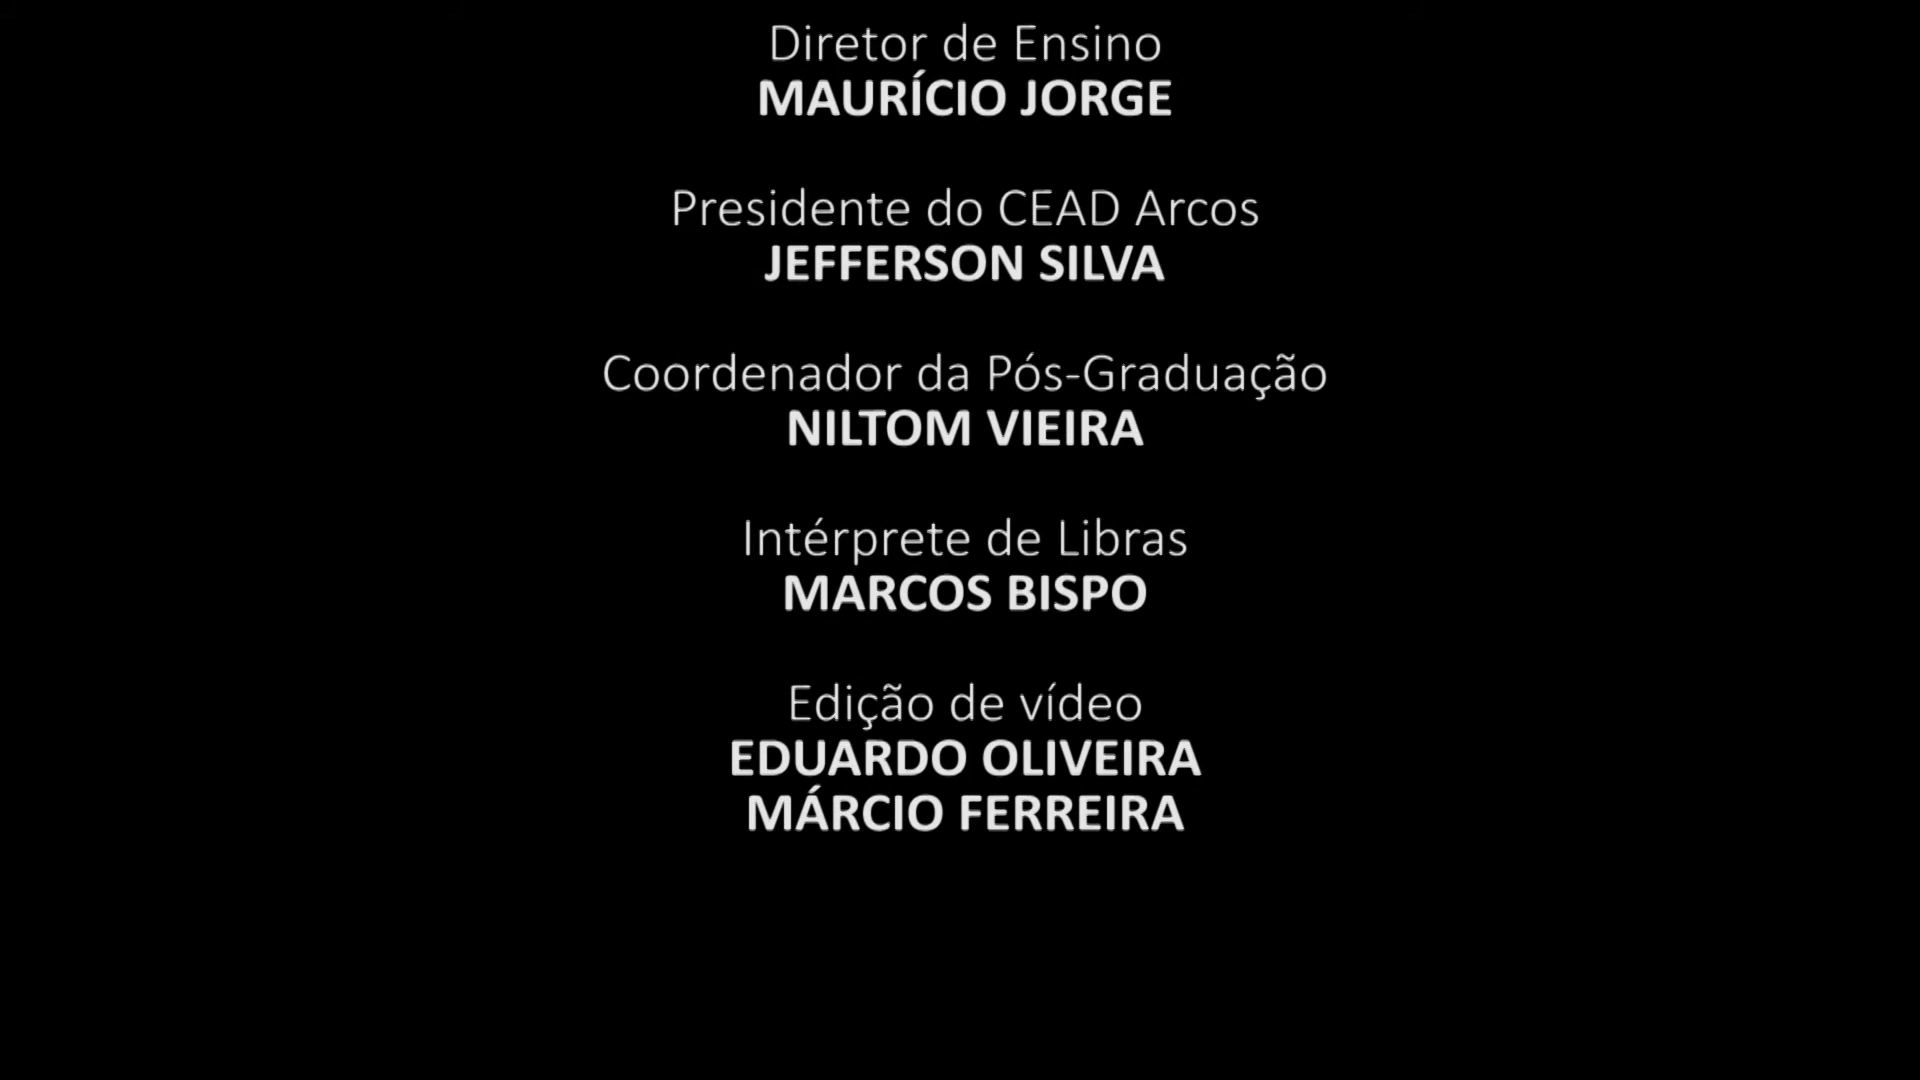 Diretor de Ensino
MAURÍCIO JORGE
Presidente do CEAD Arcos
JEFFERSON SILVA
Coordenador da Pós-Graduação
NILTOM VIEIRA
Intérprete de Libras
MARCOS BISPO
Edição de vídeo
EDUARDO OLIVEIRA
MÁRCIO FERREIRA